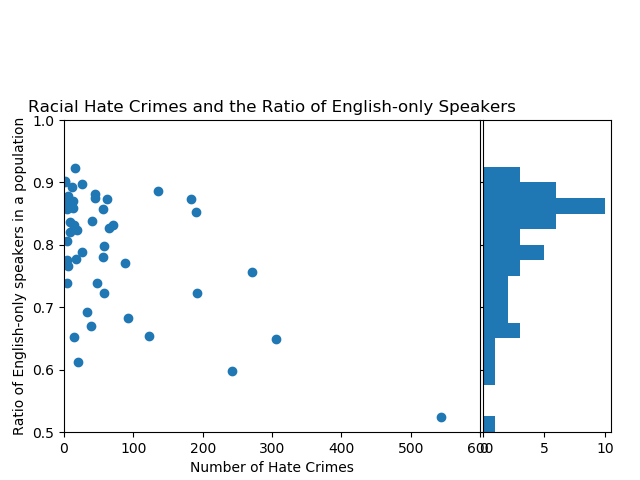 Racial Hate Crimes and the Ratio of English-only Speakers
Ratio of English-only speakers in a population
1.0
0.9
0.8
0.7
0.6
0.5
0 100 200 300 400 500 600
0 5 10
Number of Hate Crimes